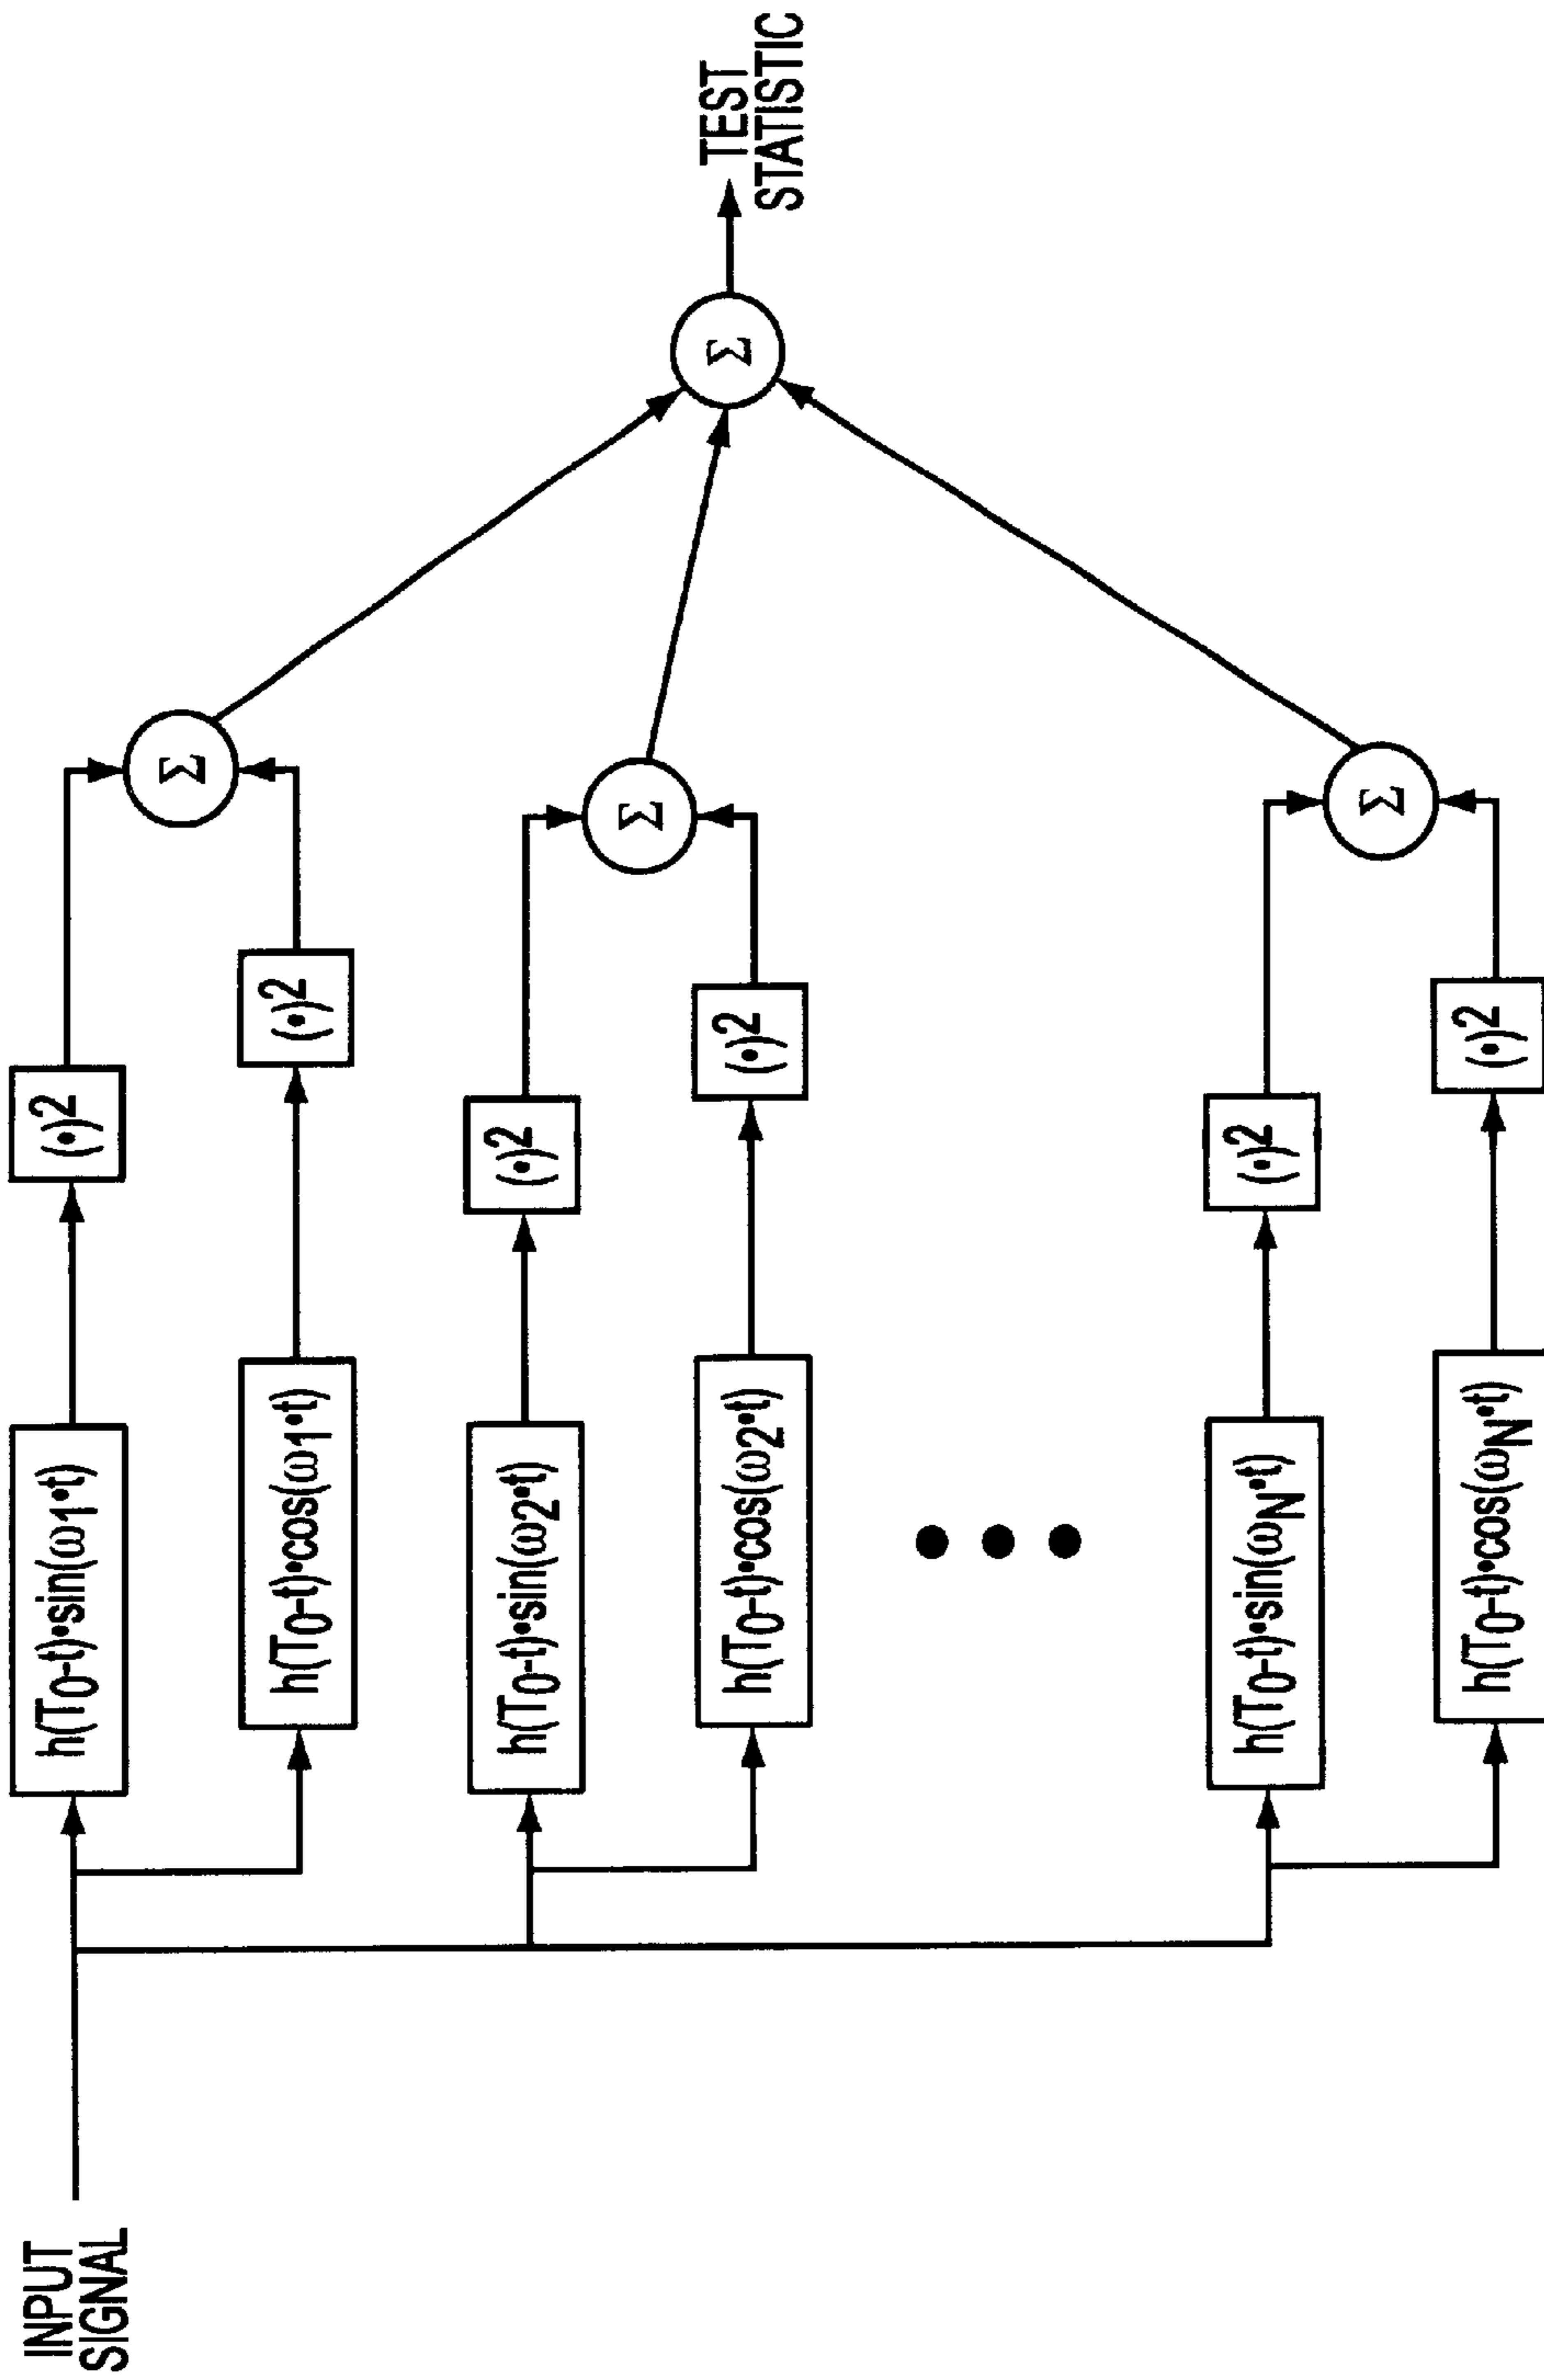 INPUT
SIGNAL
h(T0-t)•sin(ω1•t)
(•)2
h(T0-t)•cos(ω1•t)
(•)2
Σ
h(T0-t)•sin(ω2•t)
(•)2
h(T0-t)•cos(ω2•t)
(•)2
Σ
h(T0-t)•sin(ωN•t)
(•)2
h(T0-t)•cos(ωN•t)
(•)2
Σ
Σ
TEST
STATISTIC